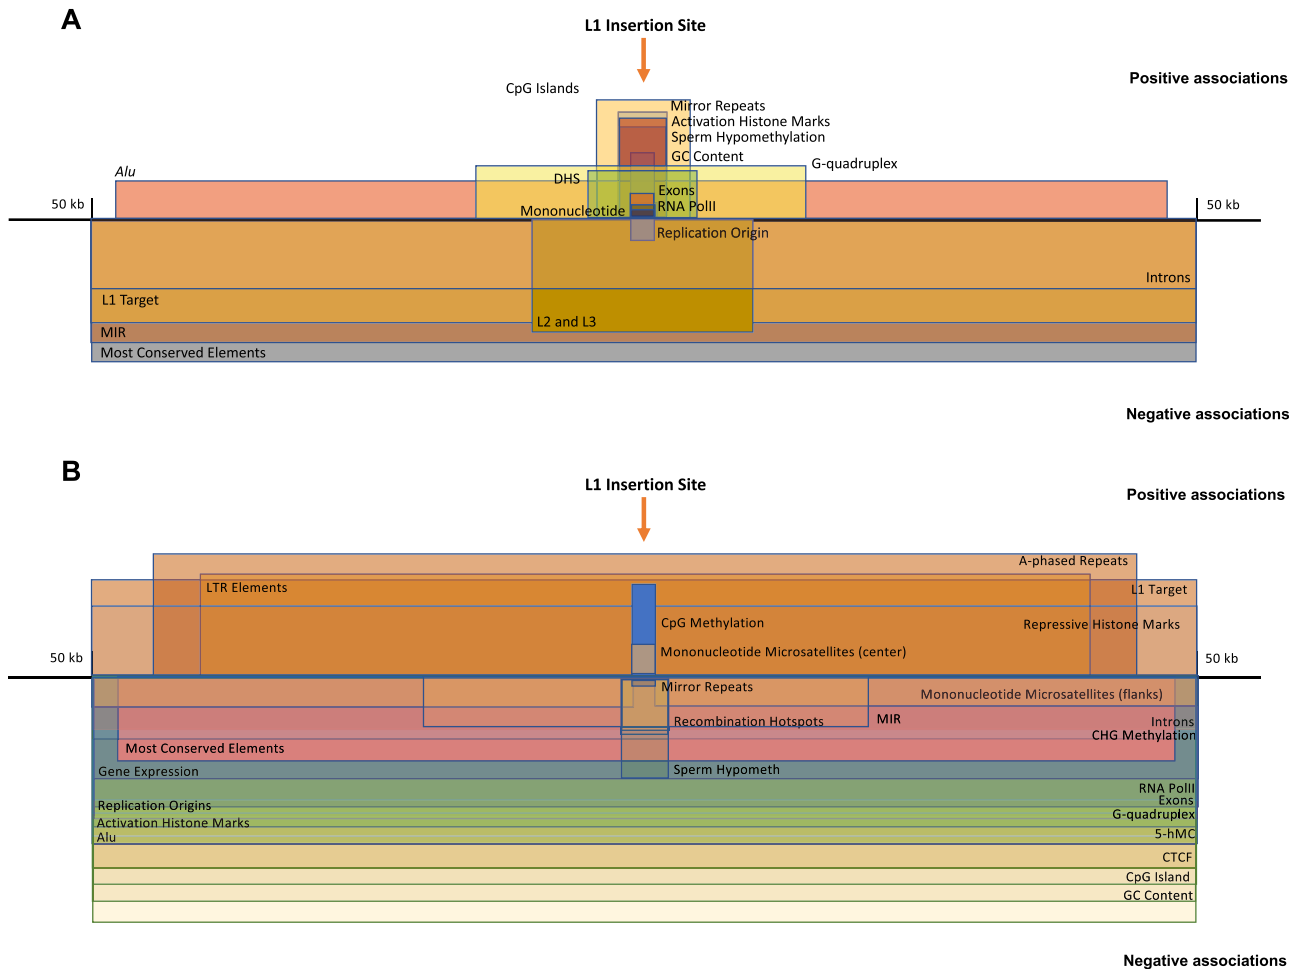 A
L1 Insertion Site
Positive associations
CpG Islands
Mirror Repeats
Activation Histone Marks
Sperm Hypomethylation
GC Content
G-quadruplex
Alu
DHS
Exons
50 kb
RNA PolII
50 kb
Mononucleotide
Replication Origin
Introns
L1 Target
L2 and L3
MIR
Most Conserved Elements
Negative associations
B
L1 Insertion Site
Positive associations
A-phased Repeats
LTR Elements
L1 Target
CpG Methylation
Repressive Histone Marks
Mononucleotide Microsatellites (center)
50 kb
50 kb
Mirror Repeats
Mononucleotide Microsatellites (flanks)
Recombination Hotspots
MIR
Introns
CHG Methylation
Most Conserved Elements
Gene Expression
Sperm Hypometh
RNA PolII
Exons
Replication Origins
G-quadruplex
Activation Histone Marks
5-hMC
Alu
CTCF
CpG Island
GC Content
Negative associations